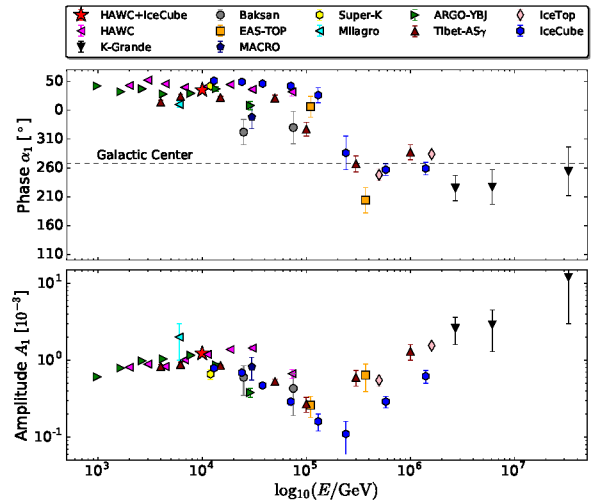 HAWC+IceCube Baksan Super-K ARGO-YBJ IceTop
HAWC EAS-TOP Milagro Tibet-ASγ IceCube
K-Grande MACRO
Phase α₁ [°]
50
0
310
260
210
160
110
Galactic Center
Amplitude A₁ [10⁻³]
10¹
10⁰
10⁻¹
10³ 10⁴ 10⁵ 10⁶ 10⁷
log₁₀(E/GeV)